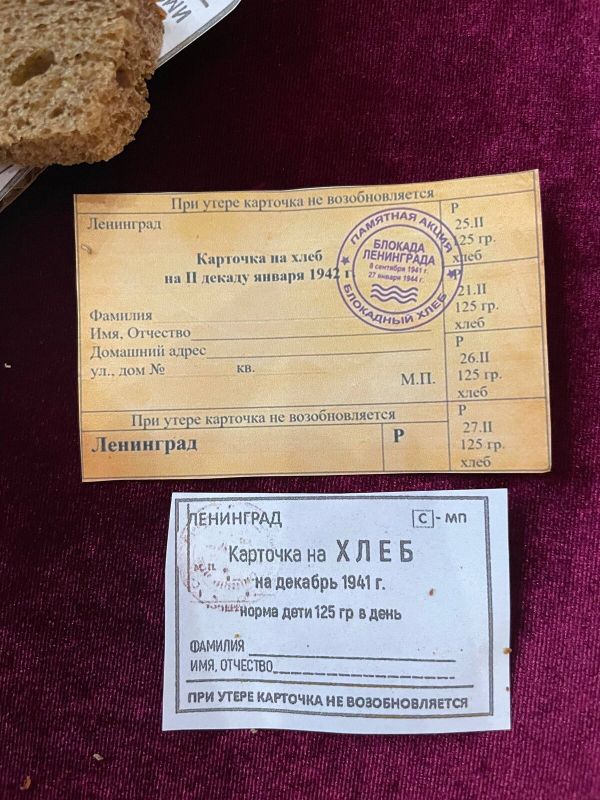 При утере карточка не возобновляется
Ленинград
Карточка на хлеб
на II декаду января 1942 г
Фамилия
Имя, Отчество
Домашний адрес
ул., дом № кв.
М.П.
Р
25.II
125 гр.
хлеб
21.II
125 гр.
хлеб
Р
26.II
125 гр.
хлеб
Р
27.II
125 гр.
хлеб
ПАМЯТНАЯ АКЦИЯ
БЛОКАДА
ЛЕНИНГРАДА
8 сентября 1941 г.
27 января 1944 г.
БЛОКАДНЫЙ ХЛЕБ
При утере карточка не возобновляется
Ленинград Р
ЛЕНИНГРАД С - МП
Карточка на ХЛЕБ
на декабрь 1941 г.
М.П.
норма дети 125 гр в день
ФАМИЛИЯ
ИМЯ, ОТЧЕСТВО
ПРИ УТЕРЕ КАРТОЧКА НЕ ВОЗОБНОВЛЯЕТСЯ